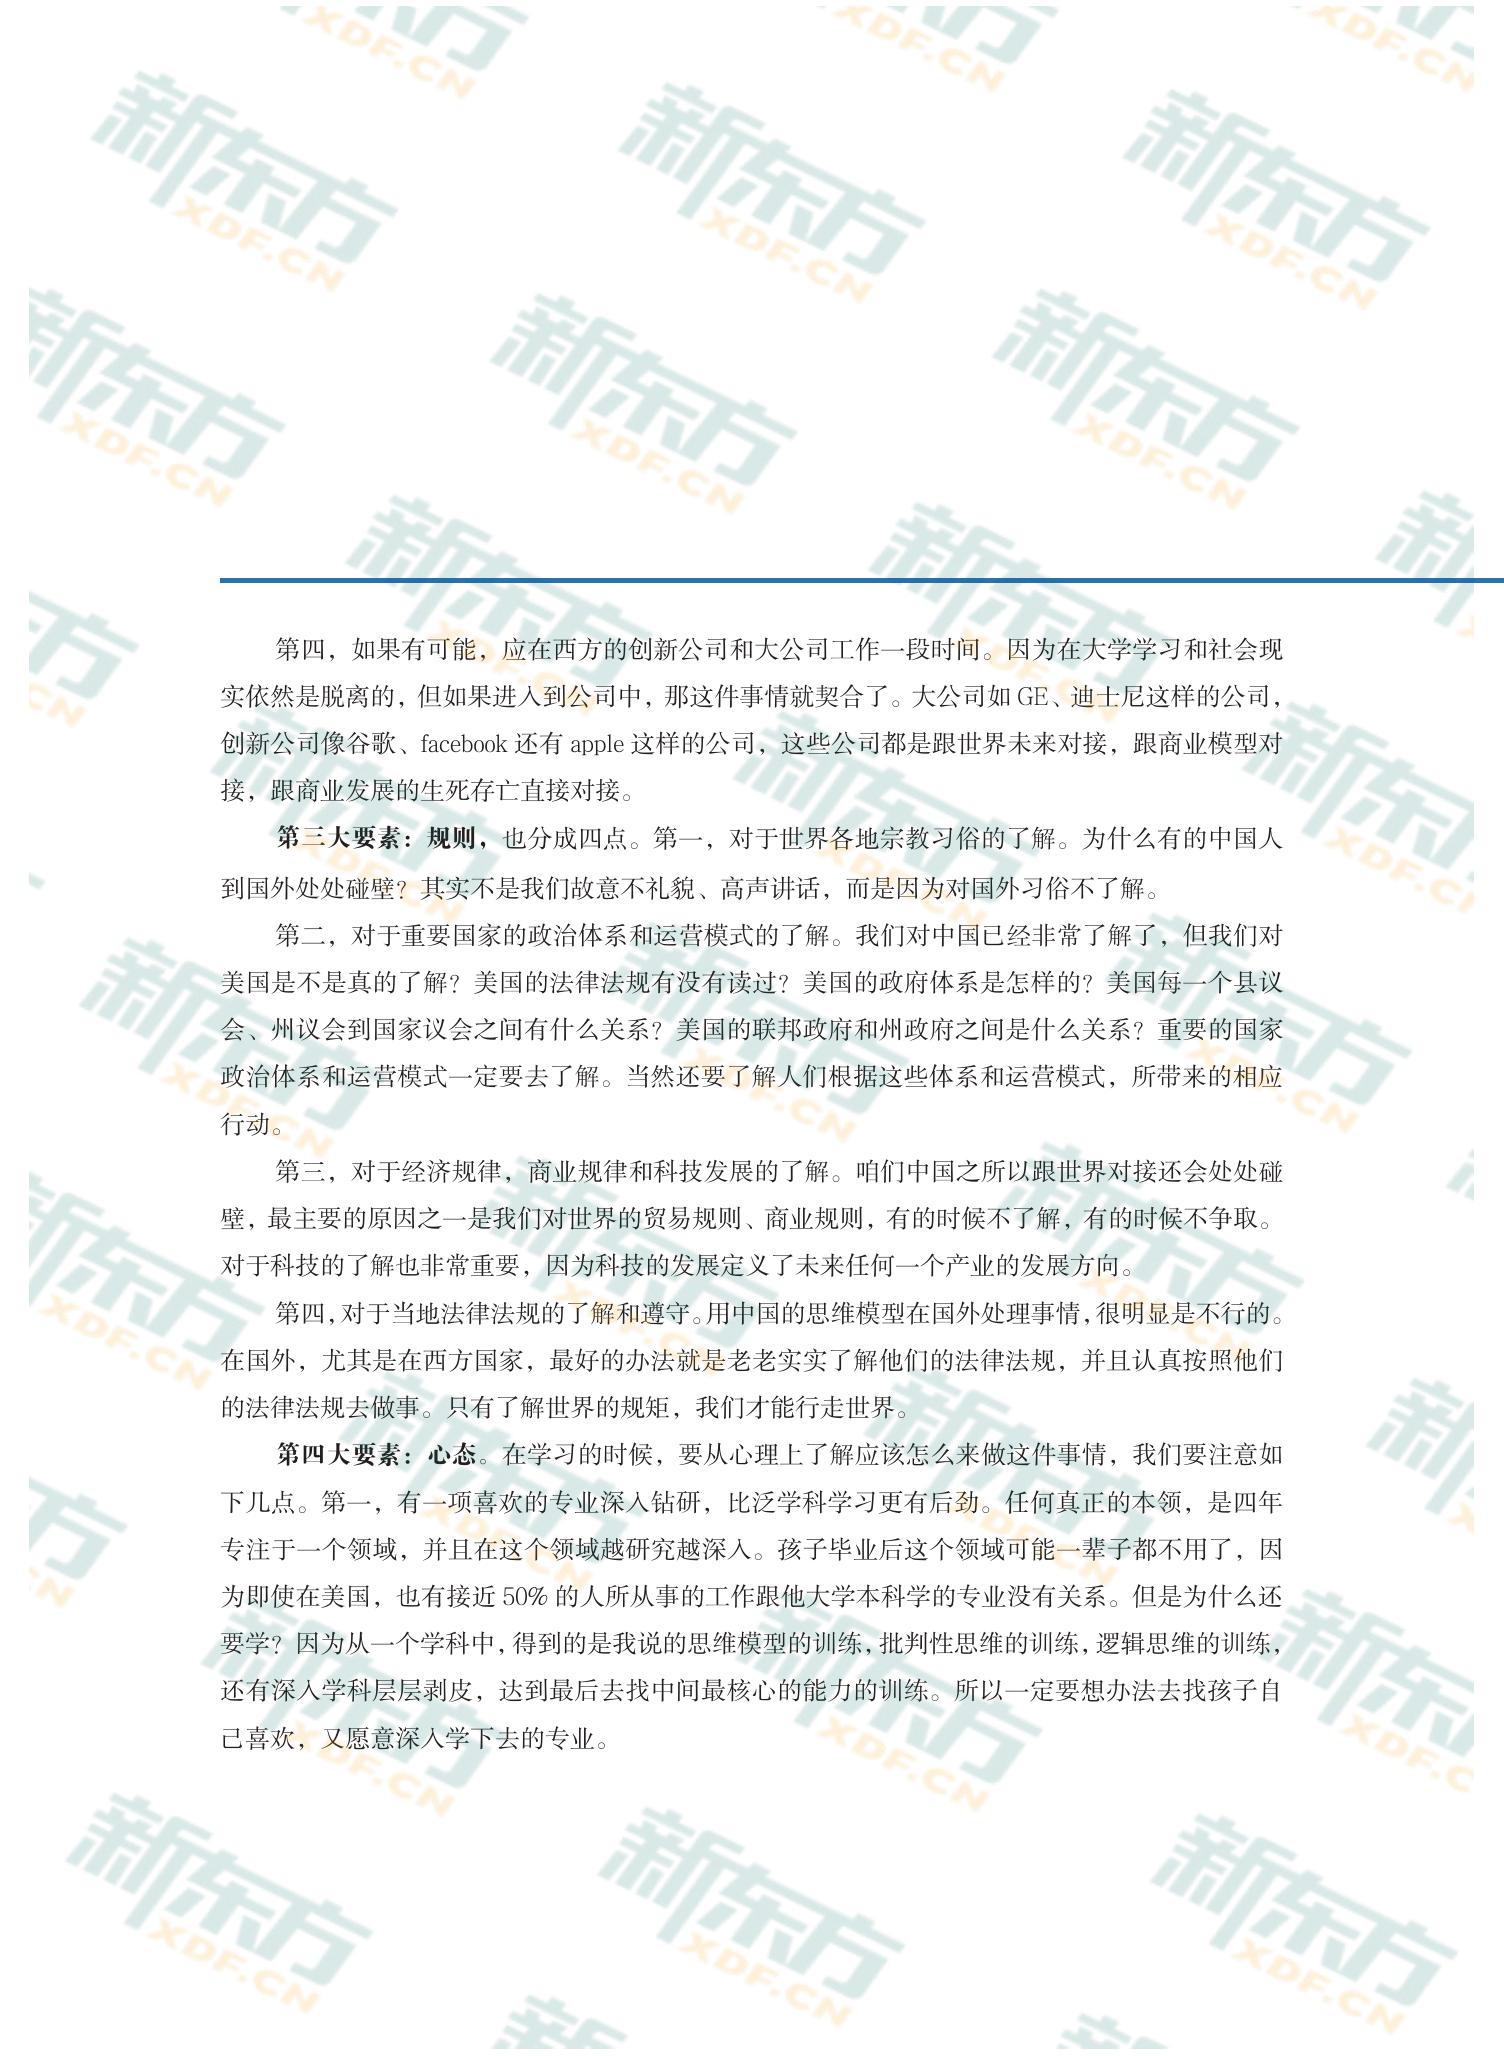 第四，如果有可能，应在西方的创新公司和大公司工作一段时间。因为在大学学习和社会现
实依然是脱离的，但如果进入到公司中，那这件事情就契合了。大公司如 GE、迪士尼这样的公司，
创新公司像谷歌、facebook 还有 apple 这样的公司，这些公司都是跟世界未来对接，跟商业模型对
接，跟商业发展的生死存亡直接对接。
第三大要素：规则，也分成四点。第一，对于世界各地宗教习俗的了解。为什么有的中国人
到国外处处碰壁？其实不是我们故意不礼貌、高声讲话，而是因为对国外习俗不了解。
第二，对于重要国家的政治体系和运营模式的了解。我们对中国已经非常了解了，但我们对
美国是不是真的了解？美国的法律法规有没有读过？美国的政府体系是怎样的？美国每一个县议
会、州议会到国家议会之间有什么关系？美国的联邦政府和州政府之间是什么关系？重要的国家
政治体系和运营模式一定要去了解。当然还要了解人们根据这些体系和运营模式，所带来的相应
行动。
第三，对于经济规律，商业规律和科技发展的了解。咱们中国之所以跟世界对接还会处处碰
壁，最主要的原因之一是我们对世界的贸易规则、商业规则，有的时候不了解，有的时候不争取。
对于科技的了解也非常重要，因为科技的发展定义了未来任何一个产业的发展方向。
第四，对于当地法律法规的了解和遵守。用中国的思维模型在国外处理事情，很明显是不行的。
在国外，尤其是在西方国家，最好的办法就是老老实实了解他们的法律法规，并且认真按照他们
的法律法规去做事。只有了解世界的规矩，我们才能行走世界。
第四大要素：心态。在学习的时候，要从心理上了解应该怎么来做这件事情，我们要注意如
下几点。第一，有一项喜欢的专业深入钻研，比泛学科学习更有后劲。任何真正的本领，是四年
专注于一个领域，并且在这个领域越研究越深入。孩子毕业后这个领域可能一辈子都不用了，因
为即使在美国，也有接近 50% 的人所从事的工作跟他大学本科学的专业没有关系。但是为什么还
要学？因为从一个学科中，得到的是我说的思维模型的训练，批判性思维的训练，逻辑思维的训练，
还有深入学科层层剥皮，达到最后去找中间最核心的能力的训练。所以一定要想办法去找孩子自
己喜欢，又愿意深入学下去的专业。